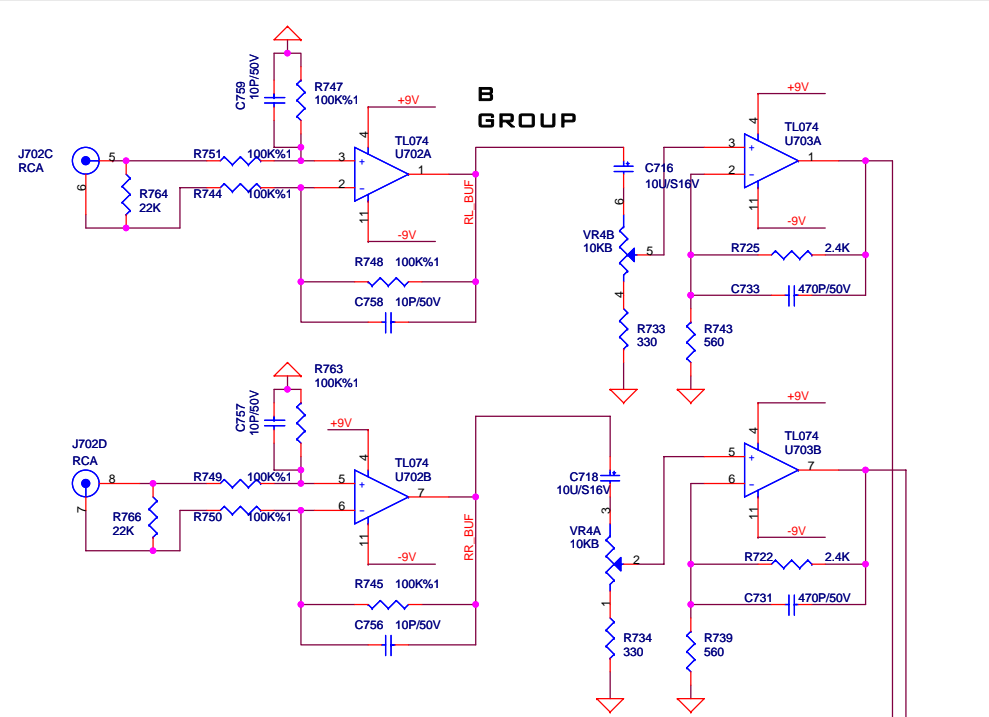 B
GROUP
C759
10P/50V
R747
100K%1
+9V
4
TL074
U702A
J702C
RCA
5
6
R751
100K%1
R744
100K%1
R764
22K
3
+
2
-
1
11
-9V
RL_BUF
R748
100K%1
C758
10P/50V
C716
10U/S16V
6
VR4B
10KB
5
4
R733
330
+9V
4
TL074
U703A
3
+
2
-
1
11
-9V
R725
2.4K
C733
470P/50V
R743
560
R763
100K%1
C757
10P/50V
+9V
4
TL074
U702B
J702D
RCA
8
7
R749
100K%1
R750
100K%1
R766
22K
5
+
6
-
7
11
-9V
RR_BUF
R745
100K%1
C756
10P/50V
C718
10U/S16V
3
VR4A
10KB
2
1
R734
330
+9V
4
TL074
U703B
5
+
6
-
7
11
-9V
R722
2.4K
C731
470P/50V
R739
560